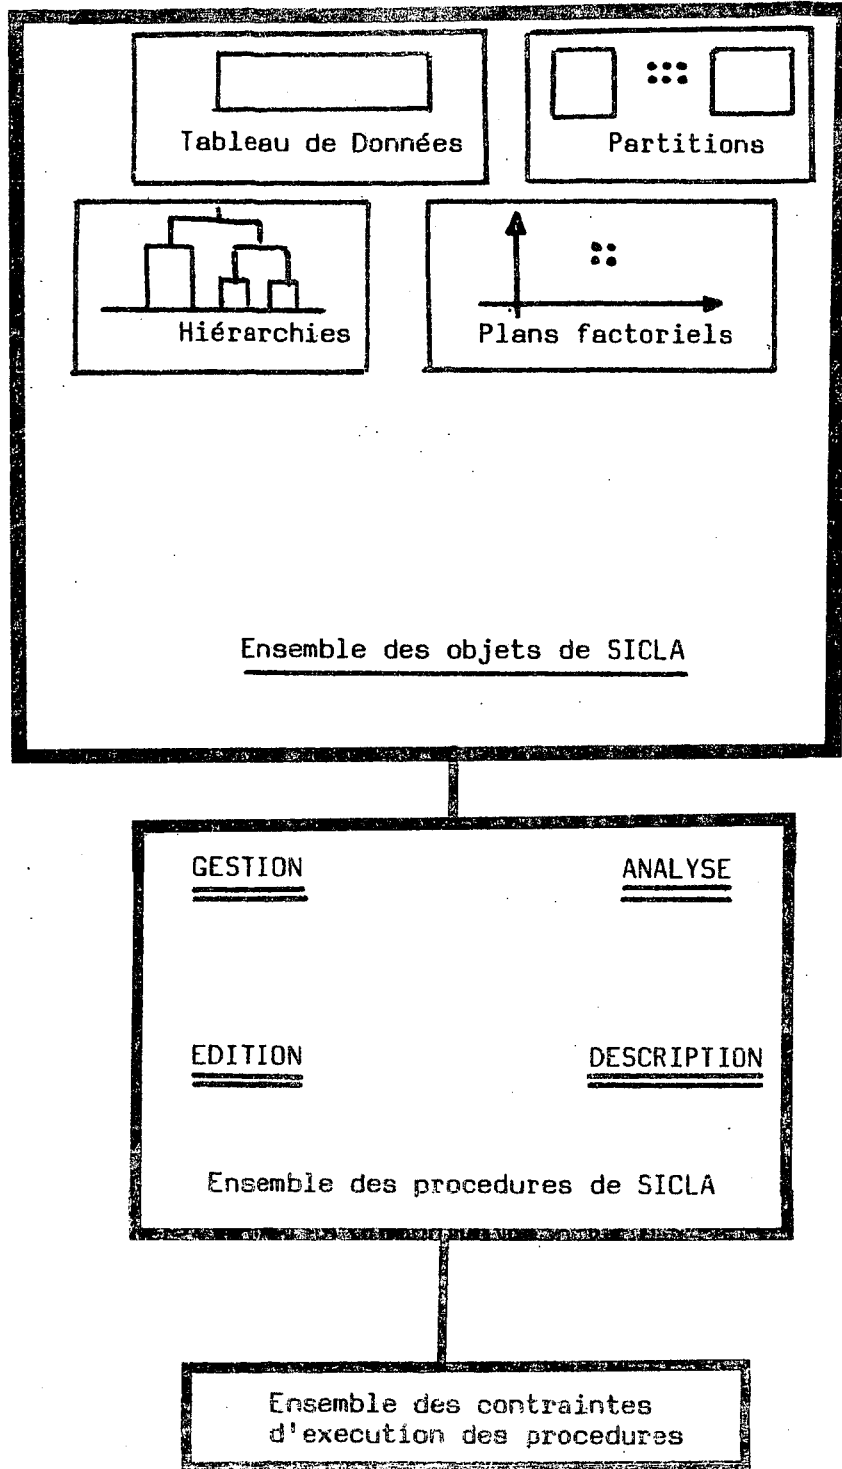 Tableau de Données
Partitions
Hiérarchies
Plans factoriels
Ensemble des objets de SICLA
GESTION
ANALYSE
EDITION
DESCRIPTION
Ensemble des procedures de SICLA
Ensemble des contraintes
d'execution des procedures